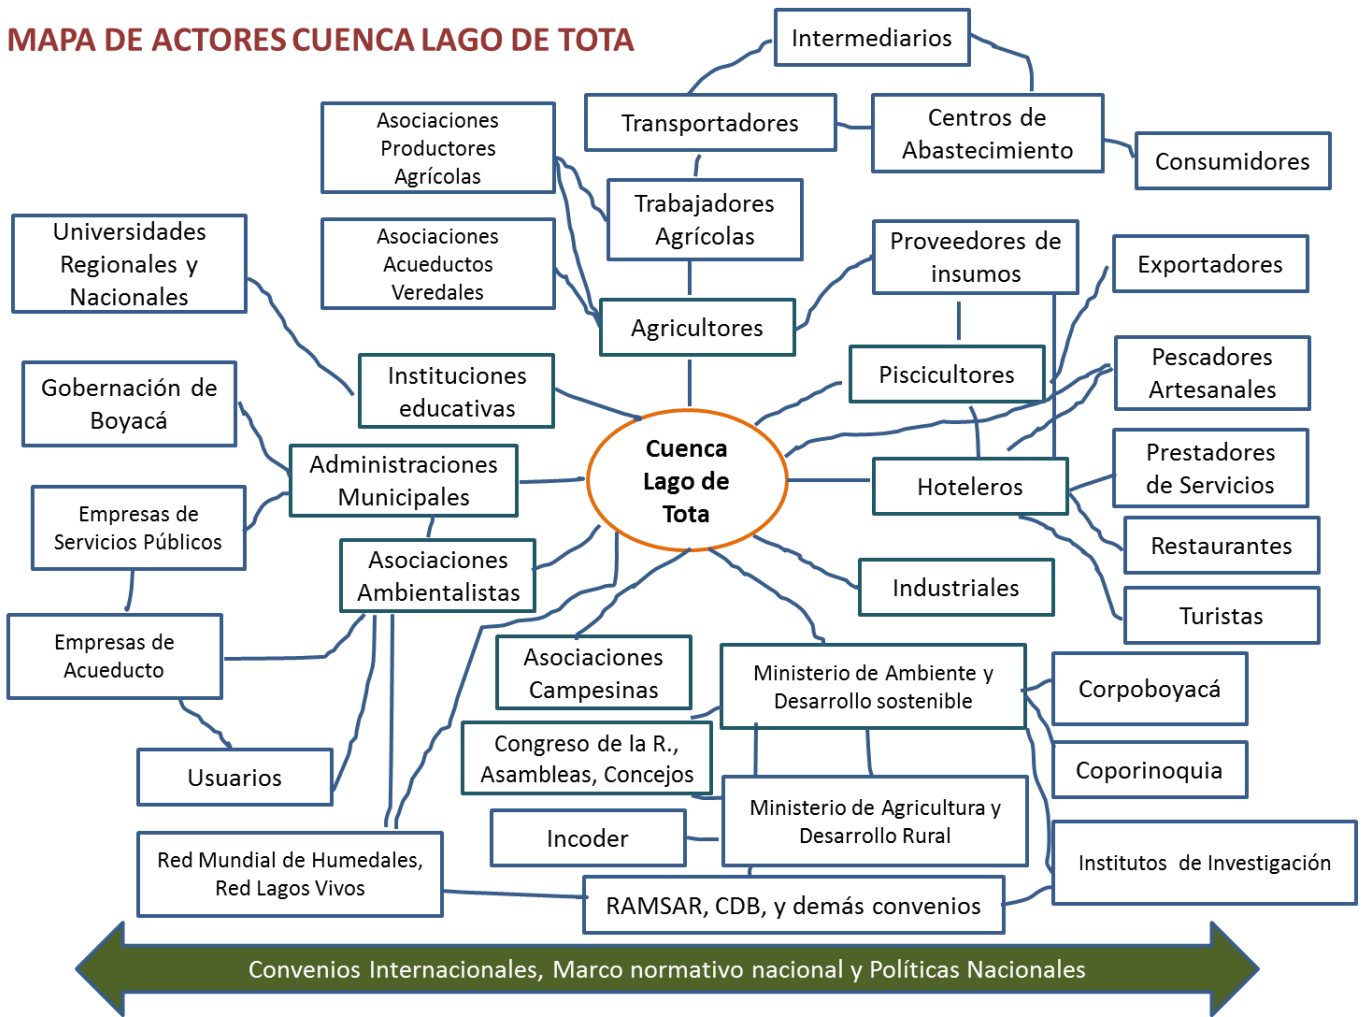 MAPA DE ACTORES CUENCA LAGO DE TOTA
Intermediarios
Transportadores
Centros de
Abastecimiento
Consumidores
Asociaciones
Productores
Agrícolas
Trabajadores
Agrícolas
Universidades
Regionales y
Nacionales
Asociaciones
Acueductos
Veredales
Proveedores de
insumos
Exportadores
Agricultores
Gobernación de
Boyacá
Instituciones
educativas
Piscicultores
Pescadores
Artesanales
Administraciones
Municipales
Cuenca
Lago de
Tota
Hoteleros
Prestadores
de Servicios
Empresas de
Servicios Públicos
Asociaciones
Ambientalistas
Restaurantes
Industriales
Turistas
Empresas de
Acueducto
Asociaciones
Campesinas
Ministerio de Ambiente y
Desarrollo sostenible
Corpoboyacá
Usuarios
Congreso de la R.,
Asambleas, Concejos
Coporinoquia
Incoder
Ministerio de Agricultura y
Desarrollo Rural
Institutos de Investigación
Red Mundial de Humedales,
Red Lagos Vivos
RAMSAR, CDB, y demás convenios
Convenios Internacionales, Marco normativo nacional y Políticas Nacionales